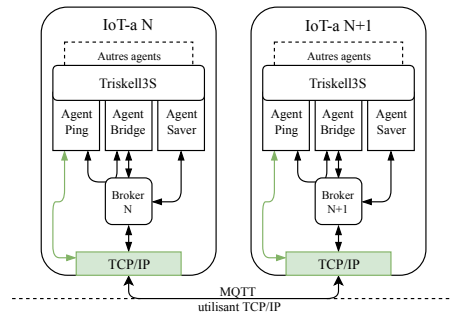 IoT-a N
Autres agents
Triskell3S
Agent Ping
Agent Bridge
Agent Saver
Broker N
TCP/IP
IoT-a N+1
Autres agents
Triskell3S
Agent Ping
Agent Bridge
Agent Saver
Broker N+1
TCP/IP
MQTT
utilisant TCP/IP